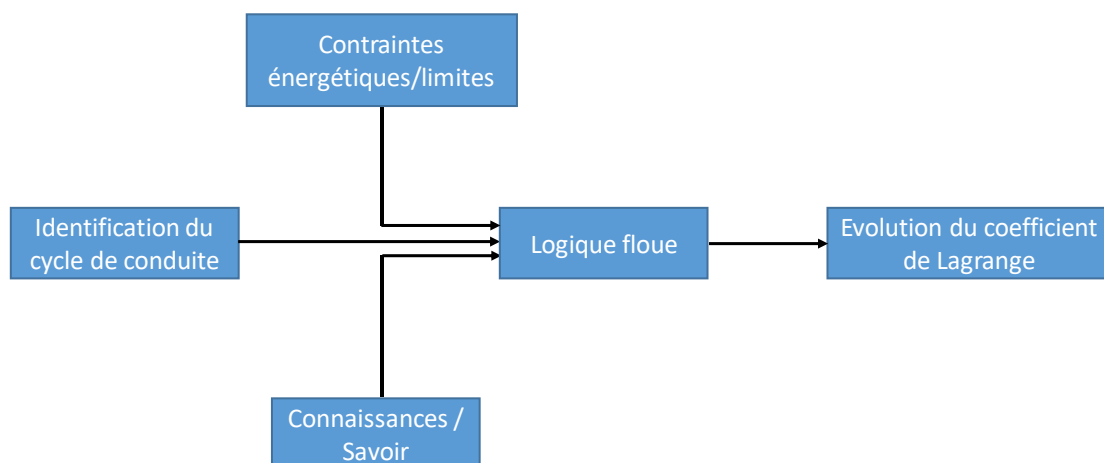 Contraintes
énergétiques/limites
Identification du
cycle de conduite
Logique floue
Evolution du coefficient
de Lagrange
Connaissances /
Savoir